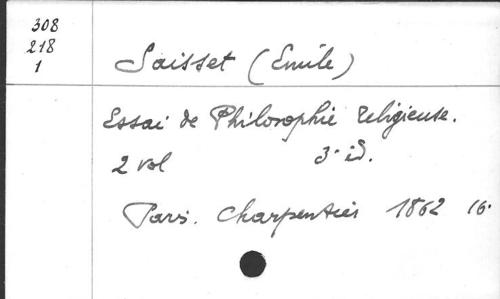 308
218
1
Saisset (Emile)
Essai de Philosophie religieuse.
2 vol 3e éd.
Paris. Charpentier 1862 16.